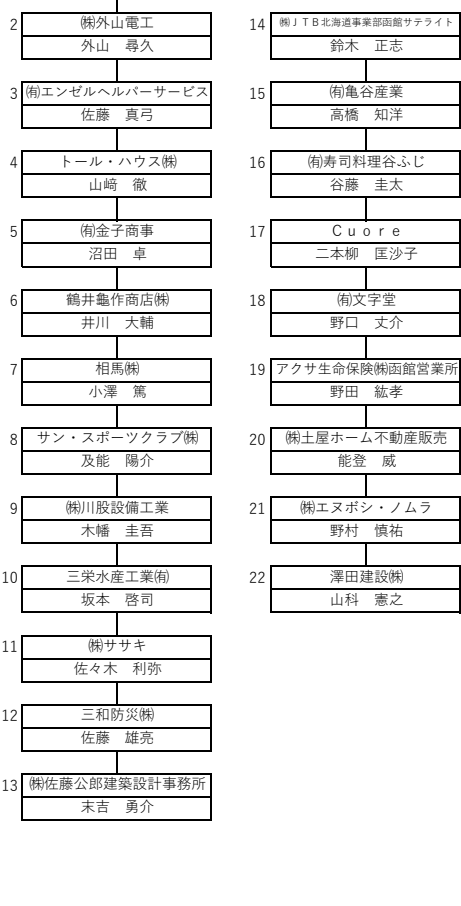 2
㈱外山電工
外山　尋久
3
㈲エンゼルヘルパーサービス
佐藤　真弓
4
トール・ハウス㈱
山﨑　徹
5
㈲金子商事
沼田　卓
6
鶴井龜作商店㈱
井川　大輔
7
相馬㈱
小澤　篤
8
サン・スポーツクラブ㈱
及能　陽介
9
㈱川股設備工業
木幡　圭吾
10
三栄水産工業㈲
坂本　啓司
11
㈱ササキ
佐々木　利弥
12
三和防災㈱
佐藤　雄亮
13
㈱佐藤公郎建築設計事務所
末吉　勇介
14
㈱ＪＴＢ北海道事業部函館サテライト
鈴木　正志
15
㈲亀谷産業
高橋　知洋
16
㈲寿司料理谷ふじ
谷藤　圭太
17
Ｃｕｏｒｅ
二本柳　匡沙子
18
㈲文字堂
野口　丈介
19
アクサ生命保険㈱函館営業所
野田　紘孝
20
㈱土屋ホーム不動産販売
能登　威
21
㈱エヌボシ・ノムラ
野村　慎祐
22
澤田建設㈱
山科　憲之